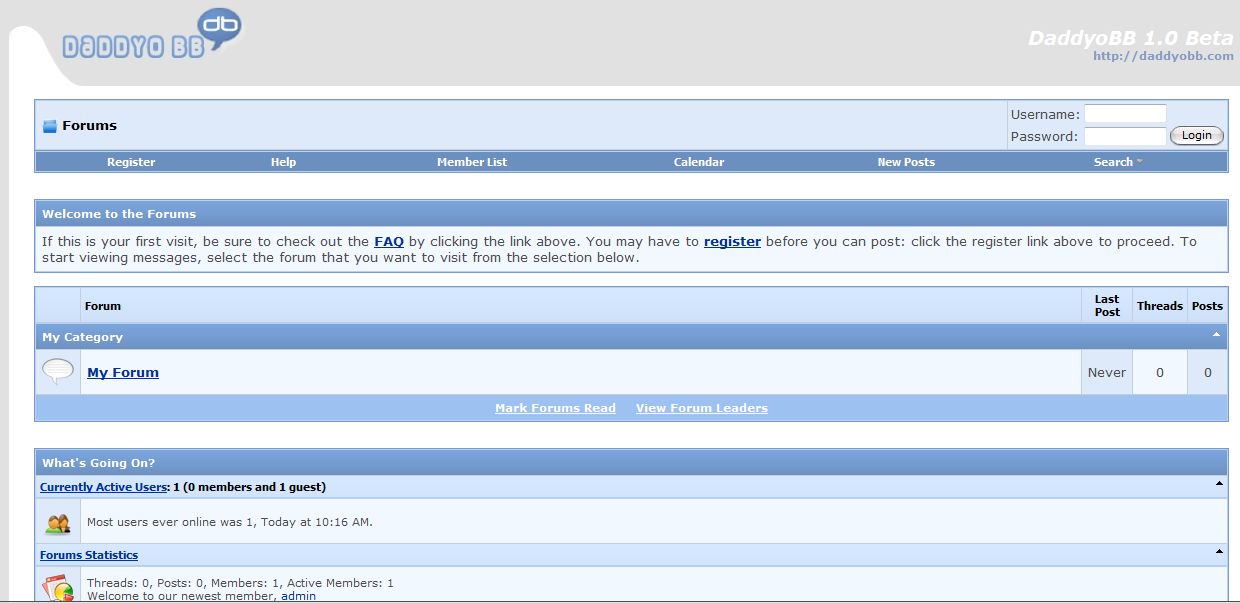 DaDDYO BB db
DaddyoBB 1.0 Beta
http://daddyobb.com
Forums
Username:
Password: Login
Register Help Member List Calendar New Posts Search
Welcome to the Forums
If this is your first visit, be sure to check out the FAQ by clicking the link above. You may have to register before you can post: click the register link above to proceed. To
start viewing messages, select the forum that you want to visit from the selection below.
Forum Last Post Threads Posts
My Category
My Forum Never 0 0
Mark Forums Read View Forum Leaders
What's Going On?
Currently Active Users: 1 (0 members and 1 guest)
Most users ever online was 1, Today at 10:16 AM.
Forums Statistics
Threads: 0, Posts: 0, Members: 1, Active Members: 1
Welcome to our newest member, admin